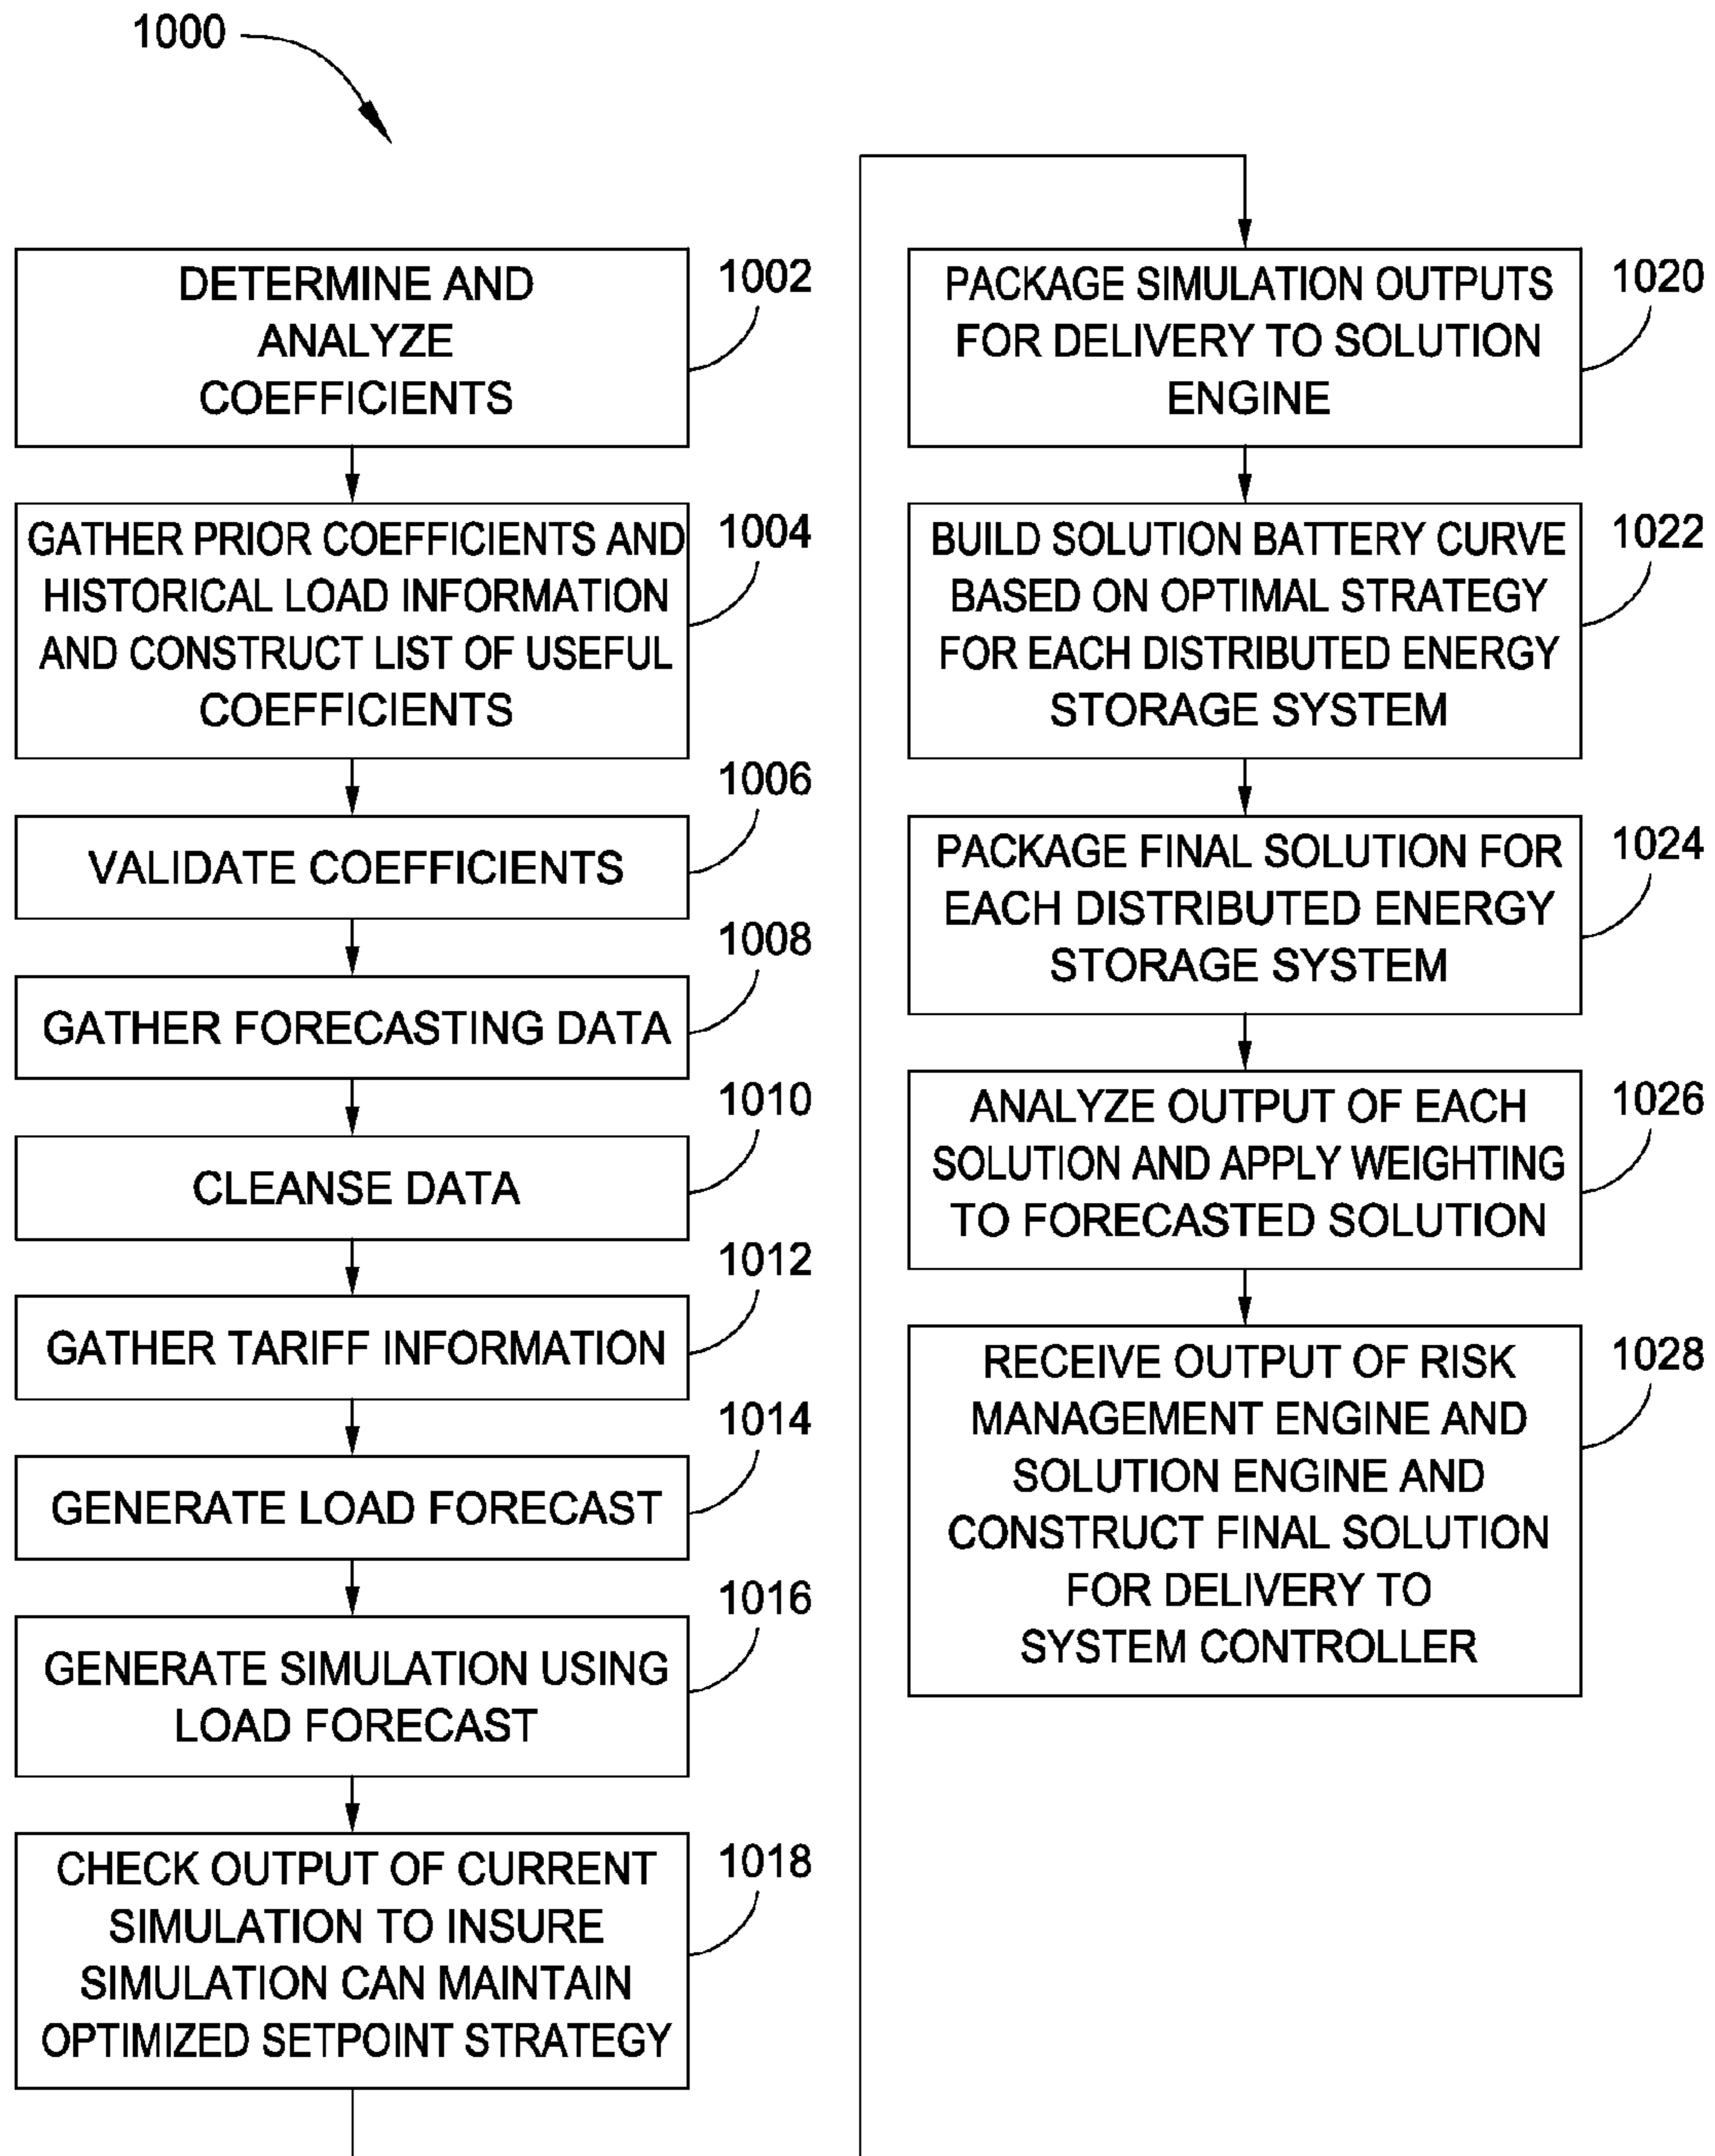 1000
DETERMINE AND
ANALYZE
COEFFICIENTS
1002
GATHER PRIOR COEFFICIENTS AND
HISTORICAL LOAD INFORMATION
AND CONSTRUCT LIST OF USEFUL
COEFFICIENTS
1004
VALIDATE COEFFICIENTS
1006
GATHER FORECASTING DATA
1008
CLEANSE DATA
1010
GATHER TARIFF INFORMATION
1012
GENERATE LOAD FORECAST
1014
GENERATE SIMULATION USING
LOAD FORECAST
1016
CHECK OUTPUT OF CURRENT
SIMULATION TO INSURE
SIMULATION CAN MAINTAIN
OPTIMIZED SETPOINT STRATEGY
1018
PACKAGE SIMULATION OUTPUTS
FOR DELIVERY TO SOLUTION
ENGINE
1020
BUILD SOLUTION BATTERY CURVE
BASED ON OPTIMAL STRATEGY
FOR EACH DISTRIBUTED ENERGY
STORAGE SYSTEM
1022
PACKAGE FINAL SOLUTION FOR
EACH DISTRIBUTED ENERGY
STORAGE SYSTEM
1024
ANALYZE OUTPUT OF EACH
SOLUTION AND APPLY WEIGHTING
TO FORECASTED SOLUTION
1026
RECEIVE OUTPUT OF RISK
MANAGEMENT ENGINE AND
SOLUTION ENGINE AND
CONSTRUCT FINAL SOLUTION
FOR DELIVERY TO
SYSTEM CONTROLLER
1028